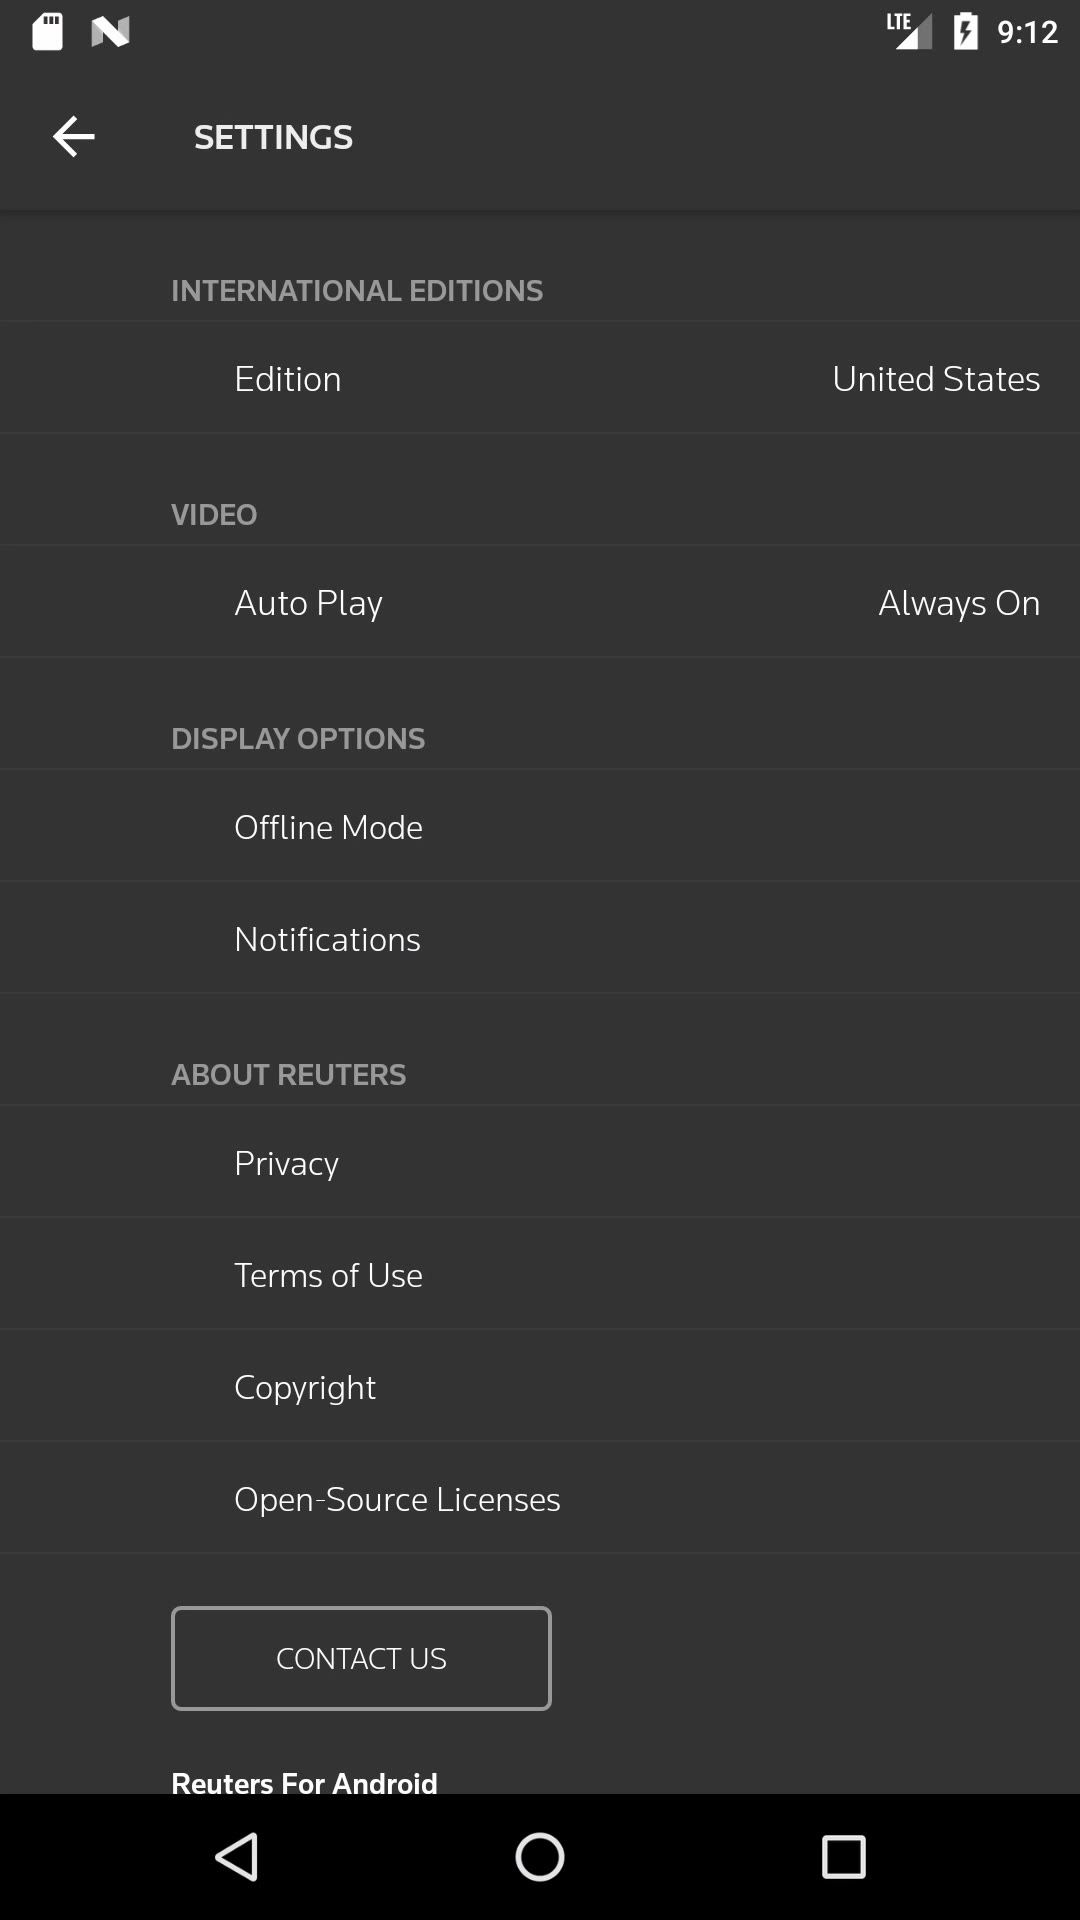 LTE 9:12
SETTINGS
INTERNATIONAL EDITIONS
Edition United States
VIDEO
Auto Play Always On
DISPLAY OPTIONS
Offline Mode
Notifications
ABOUT REUTERS
Privacy
Terms of Use
Copyright
Open-Source Licenses
CONTACT US
Reuters For Android